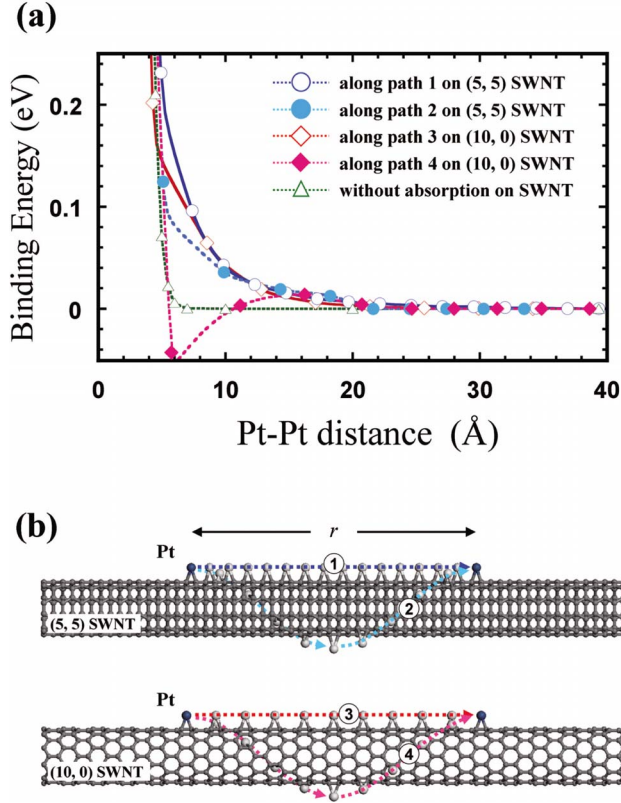 (a)
Binding Energy (eV)
0.2
0.1
0
along path 1 on (5, 5) SWNT
along path 2 on (5, 5) SWNT
along path 3 on (10, 0) SWNT
along path 4 on (10, 0) SWNT
without absorption on SWNT
0 10 20 30 40
Pt-Pt distance (Å)
(b)
r
Pt
1
2
(5, 5) SWNT
Pt
3
4
(10, 0) SWNT